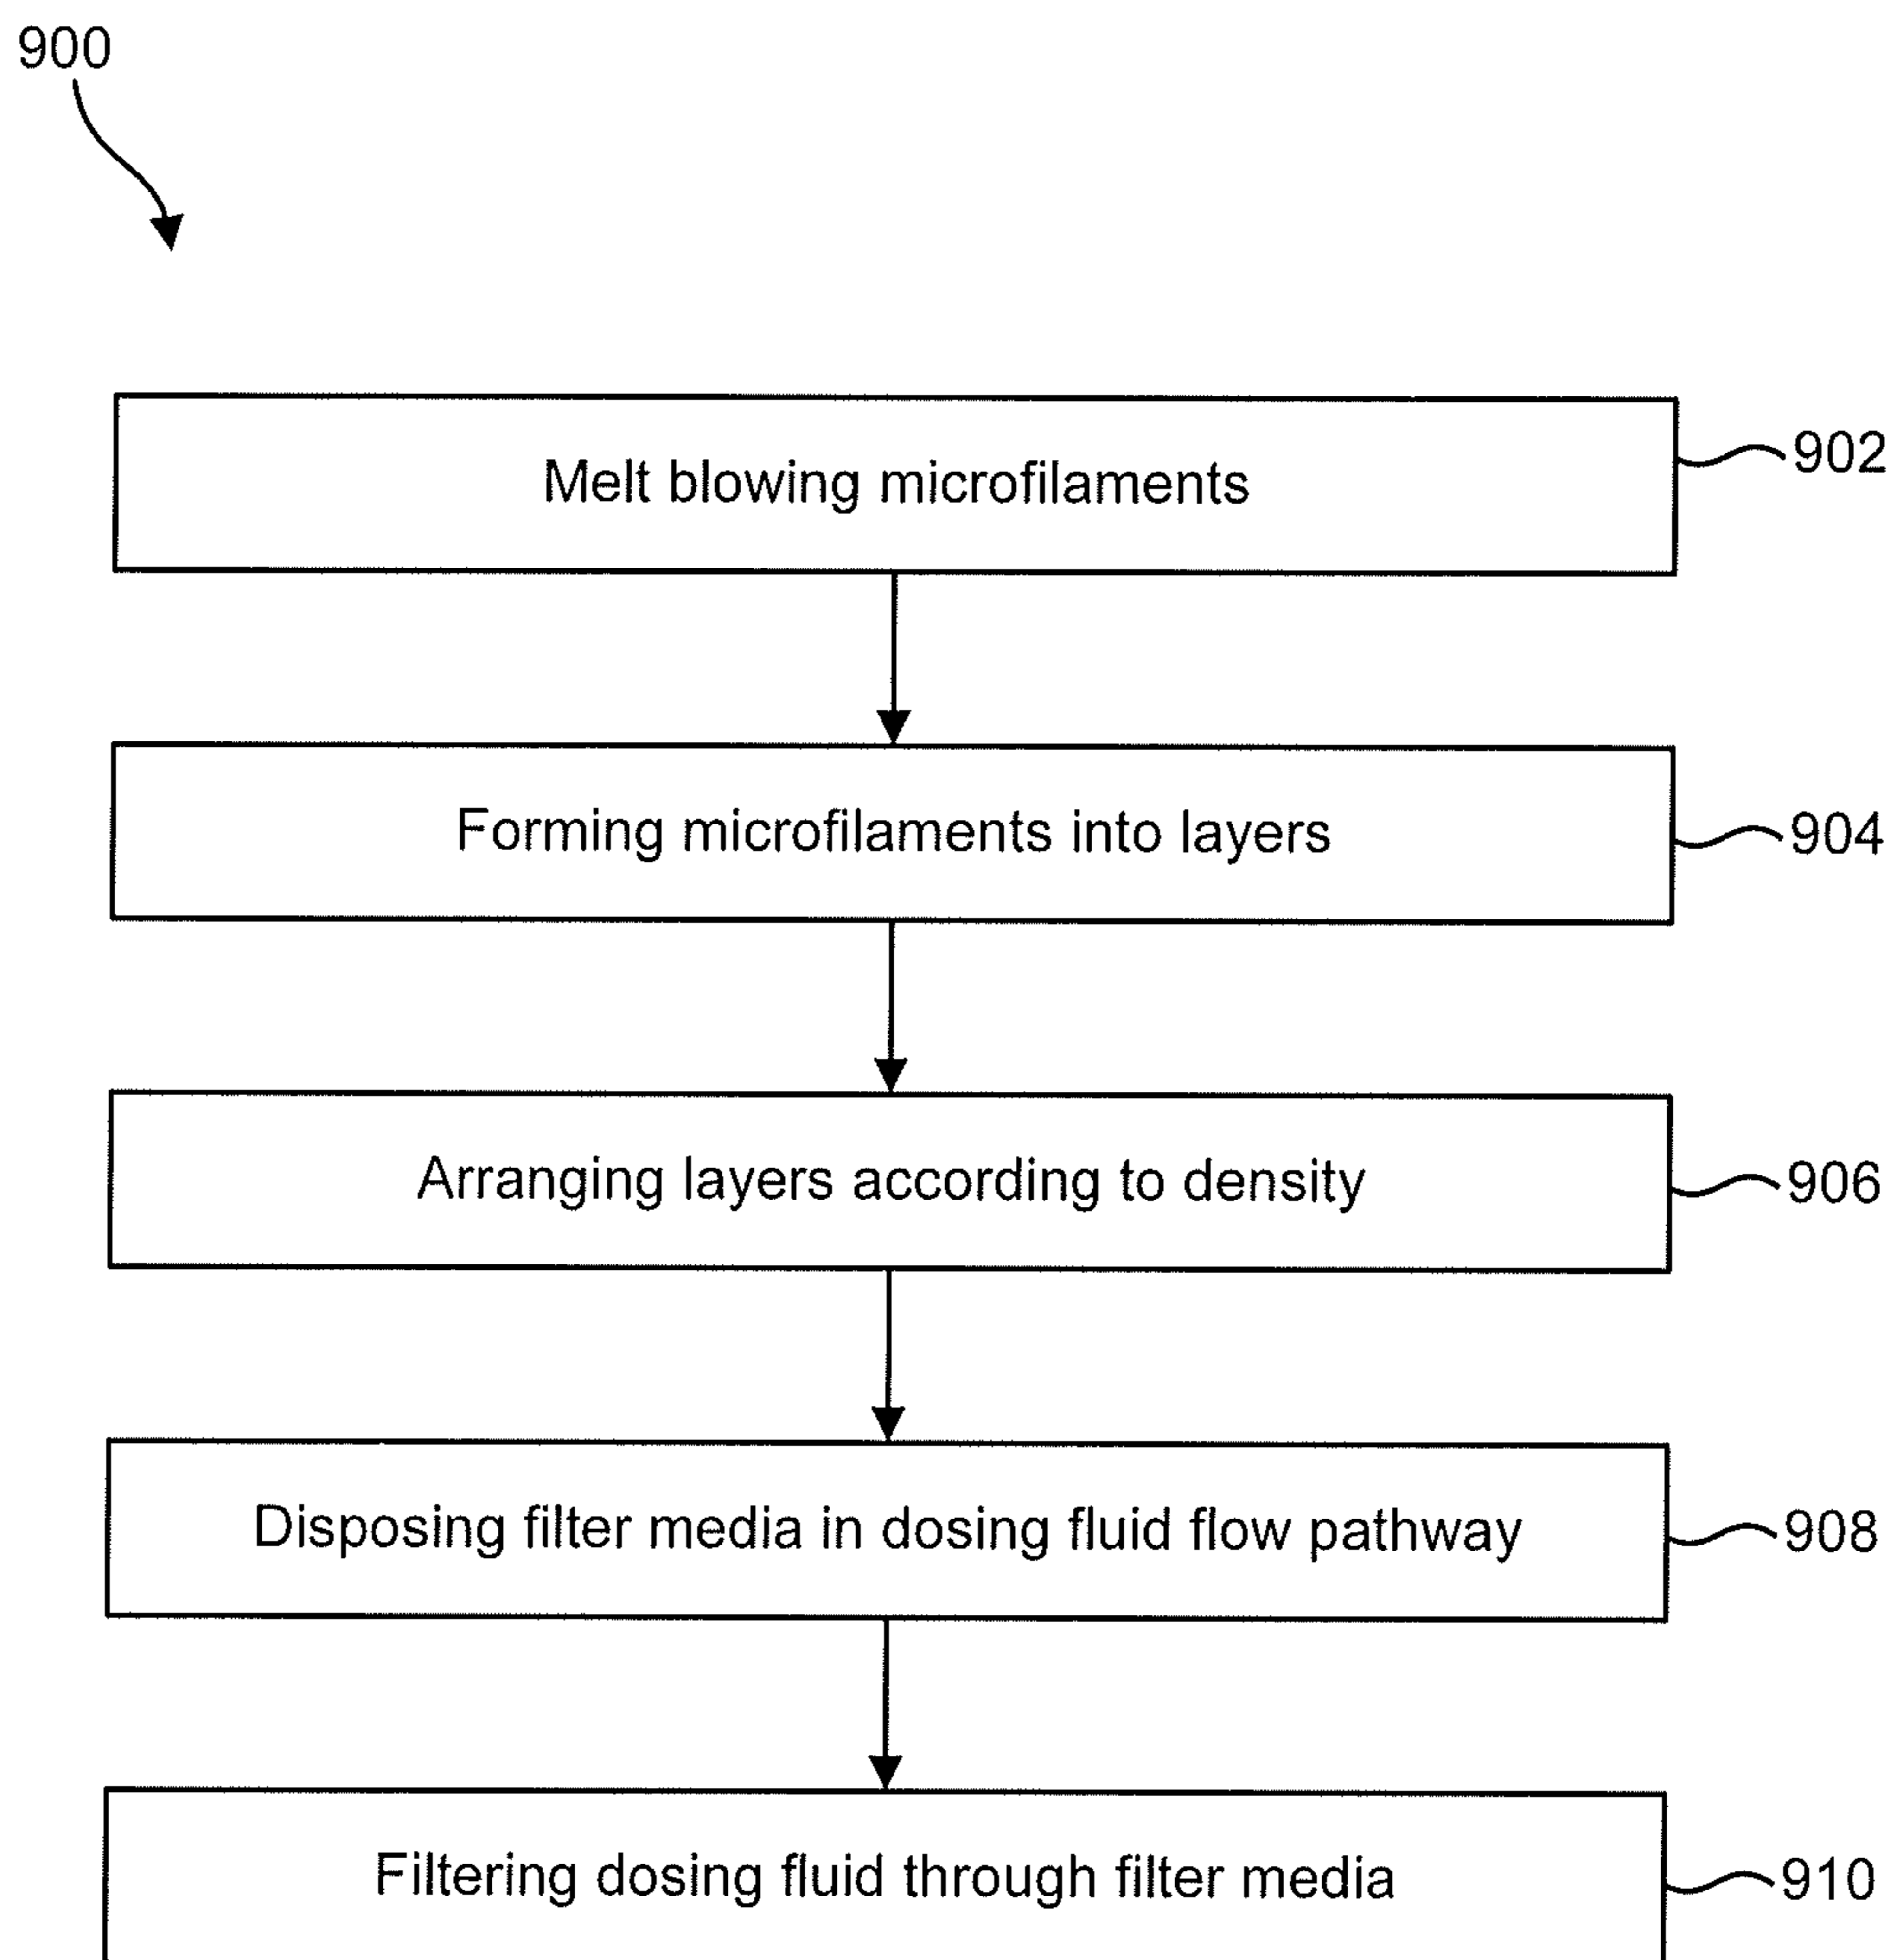 900
Melt blowing microfilaments
902
Forming microfilaments into layers
904
Arranging layers according to density
906
Disposing filter media in dosing fluid flow pathway
908
Filtering dosing fluid through filter media
910